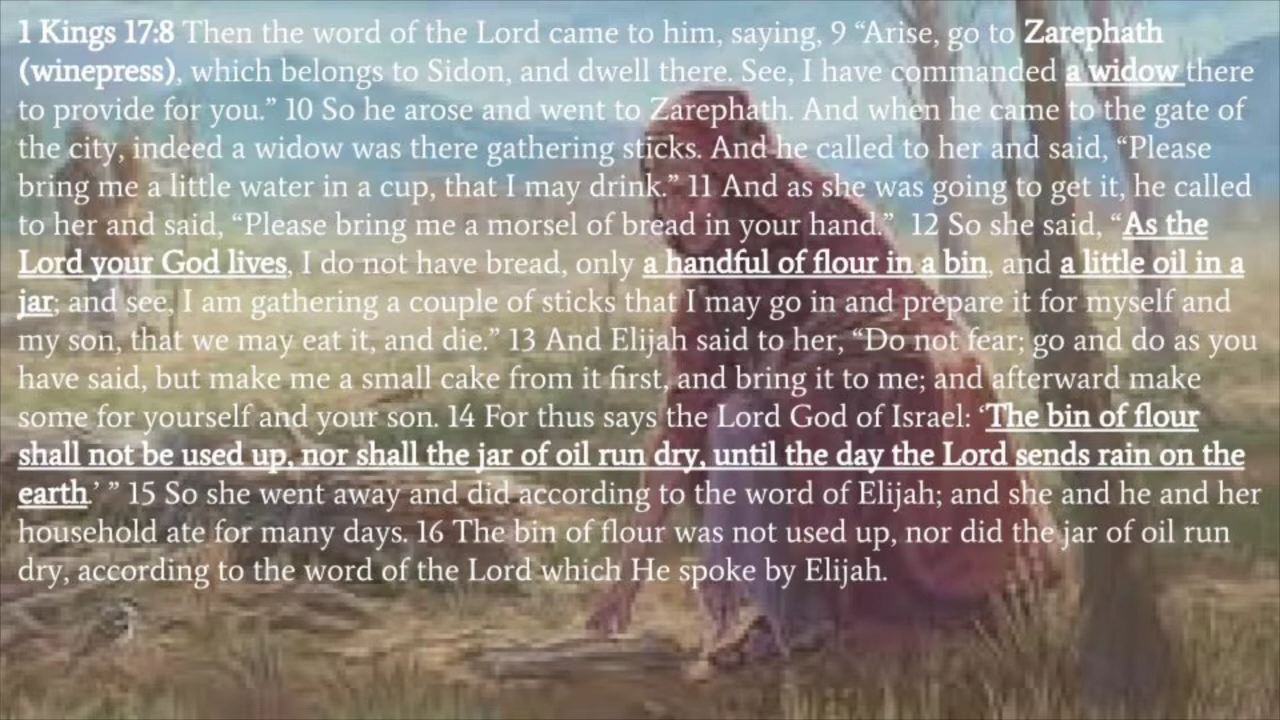 1 Kings 17:8 Then the word of the Lord came to him, saying, 9 “Arise, go to Zarephath
(winepress), which belongs to Sidon, and dwell there. See, I have commanded a widow there
to provide for you.” 10 So he arose and went to Zarephath. And when he came to the gate of
the city, indeed a widow was there gathering sticks. And he called to her and said, “Please
bring me a little water in a cup, that I may drink.” 11 And as she was going to get it, he called
to her and said, “Please bring me a morsel of bread in your hand.” 12 So she said, “As the
Lord your God lives, I do not have bread, only a handful of flour in a bin, and a little oil in a
jar; and see, I am gathering a couple of sticks that I may go in and prepare it for myself and
my son, that we may eat it, and die.” 13 And Elijah said to her, “Do not fear; go and do as you
have said, but make me a small cake from it first, and bring it to me; and afterward make
some for yourself and your son. 14 For thus says the Lord God of Israel: ‘The bin of flour
shall not be used up, nor shall the jar of oil run dry, until the day the Lord sends rain on the
earth.’ ” 15 So she went away and did according to the word of Elijah; and she and he and her
household ate for many days. 16 The bin of flour was not used up, nor did the jar of oil run
dry, according to the word of the Lord which He spoke by Elijah.